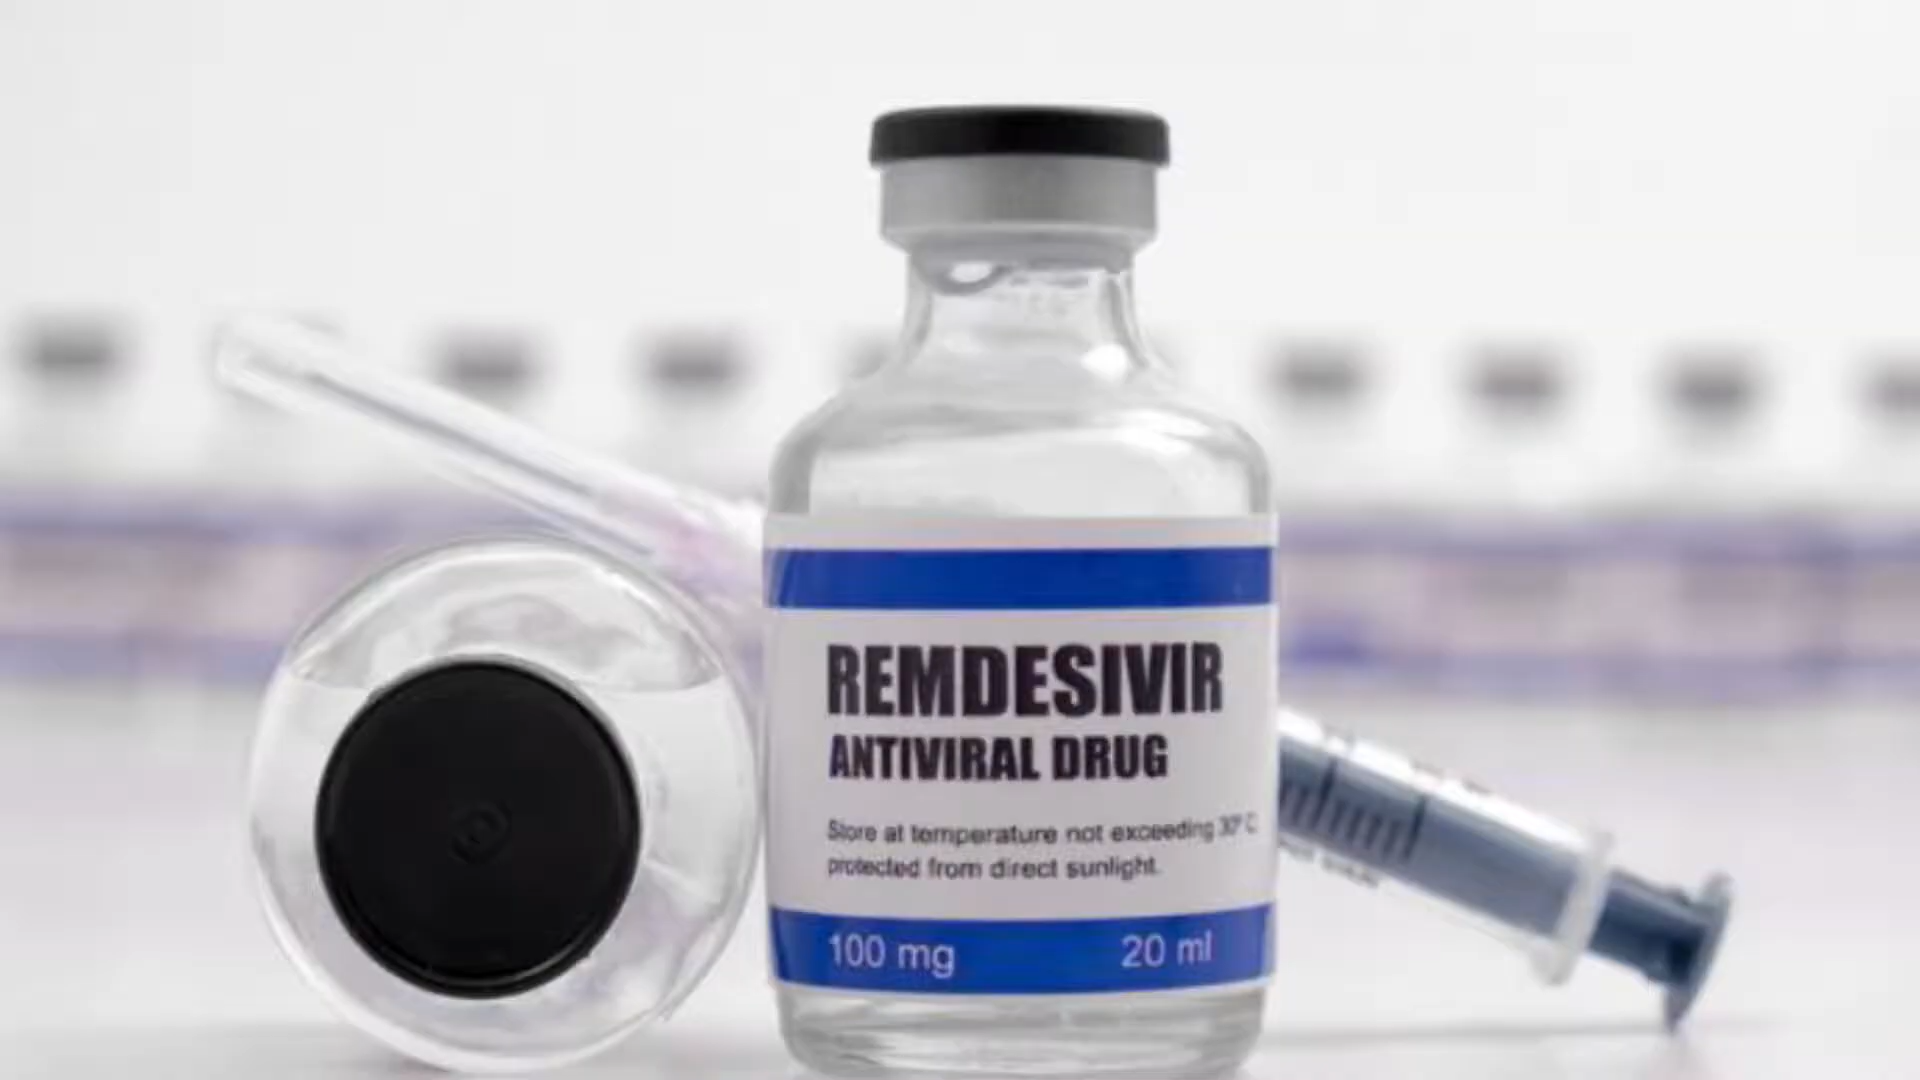 REMDESIVIR
ANTIVIRAL DRUG
Store at temperature not exceeding 30° C
protected from direct sunlight.
100 mg
20 ml